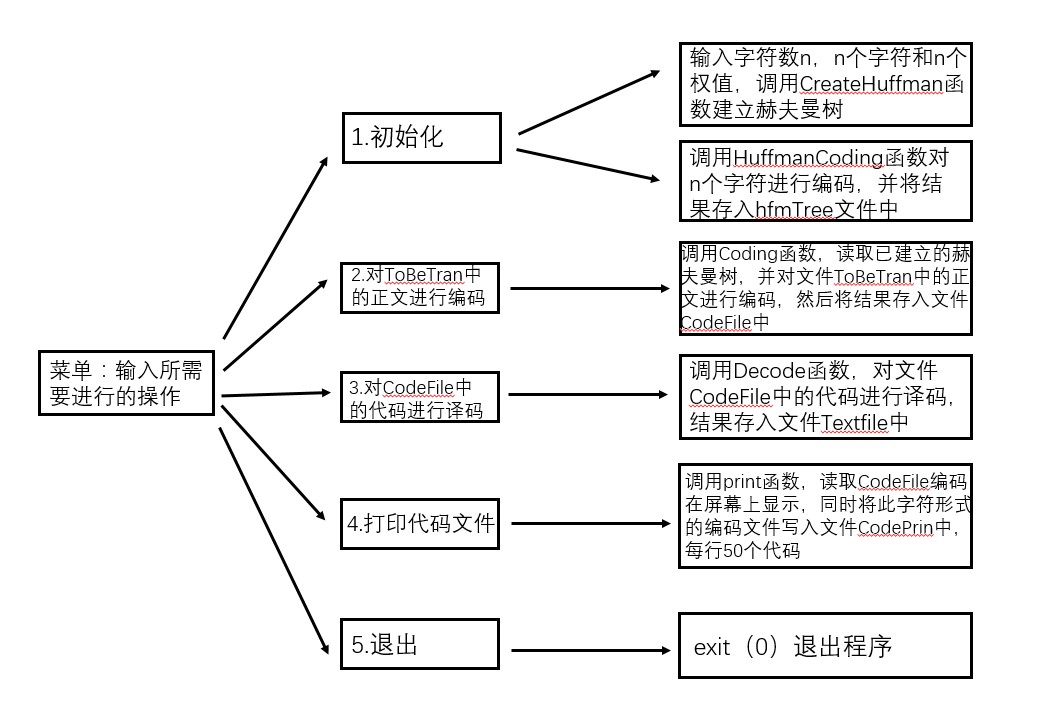 菜单：输入所需
要进行的操作
1.初始化
输入字符数n，n个字符和n个
权值，调用CreateHuffman函
数建立赫夫曼树
调用HuffmanCoding函数对
n个字符进行编码，并将结
果存入hfmTree文件中
2.对ToBeTran中
的正文进行编码
调用Coding函数，读取已建立的赫
夫曼树，并对文件ToBeTran中的正
文进行编码，然后将结果存入文件
CodeFile中
3.对CodeFile中
的代码进行译码
调用Decode函数，对文件
CodeFile中的代码进行译码，
结果存入文件Textfile中
4.打印代码文件
调用print函数，读取CodeFile编码
在屏幕上显示，同时将此字符形式
的编码文件写入文件CodePrin中，
每行50个代码
5.退出
exit（0）退出程序